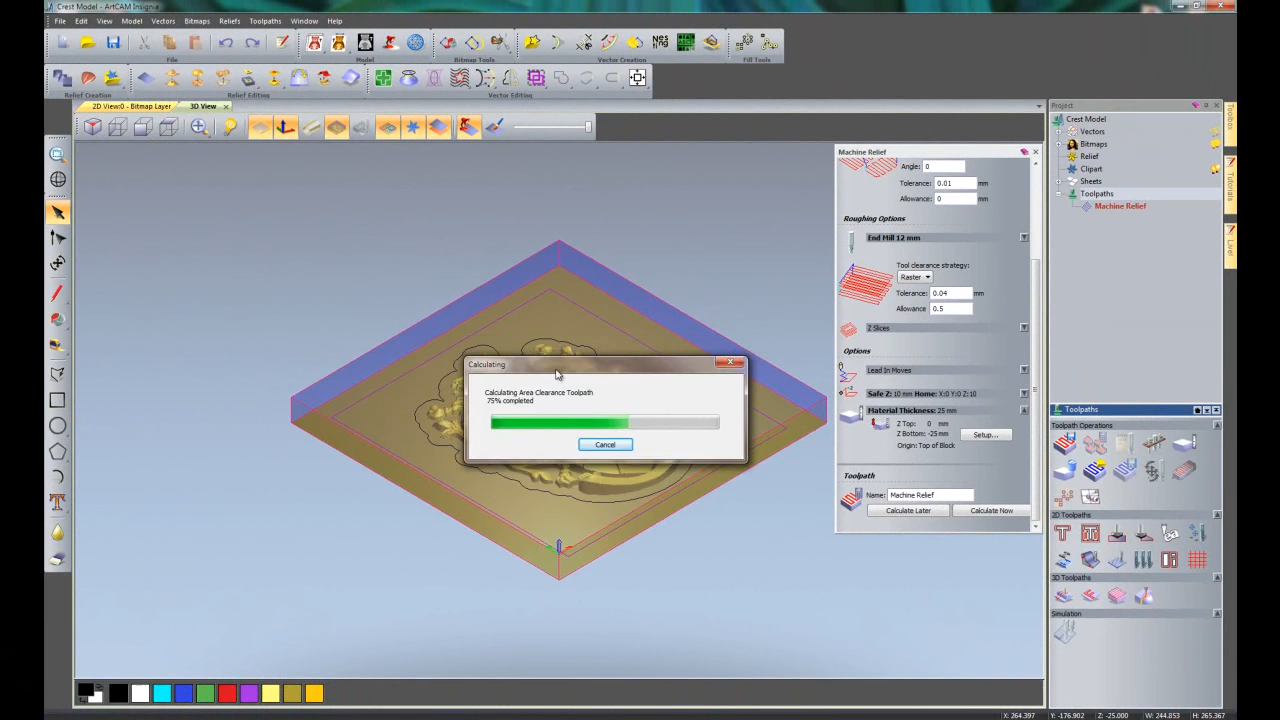 Crest Model - ArtCAM Insignia
File Edit View Model Vectors Bitmaps Reliefs Toolpaths Window Help
File Model Bitmap Tools Vector Creation Fill Tools
Nes
ting
Relief Creation Relief Editing Vector Editing
2D View:0 - Bitmap Layer 3D View
Machine Relief
Angle: 0
Tolerance: 0.01 mm
Allowance: 0 mm
Roughing Options
End Mill 12 mm
Tool clearance strategy:
Raster
Tolerance: 0.04 mm
Allowance 0.5
Z Slices
Options
Lead In Moves
Safe Z: 10 mm Home: X:0 Y:0 Z:10
Material Thickness: 25 mm
Z Top: 0 mm
Z Bottom: -25 mm
Setup...
Origin: Top of Block
Toolpath
Name: Machine Relief
Calculate Later Calculate Now
Calculating
Calculating Area Clearance Toolpath
75% completed
Cancel
Project
Crest Model
Vectors
Bitmaps
Relief
Clipart
Sheets
Toolpaths
Machine Relief
Toolbox
Tutorials
Toolpaths
Toolpath Operations
2D Toolpaths
3D Toolpaths
Simulation
X: 264.397 Y: -176.902 Z: -25.000 W: 244.853 H: 265.367